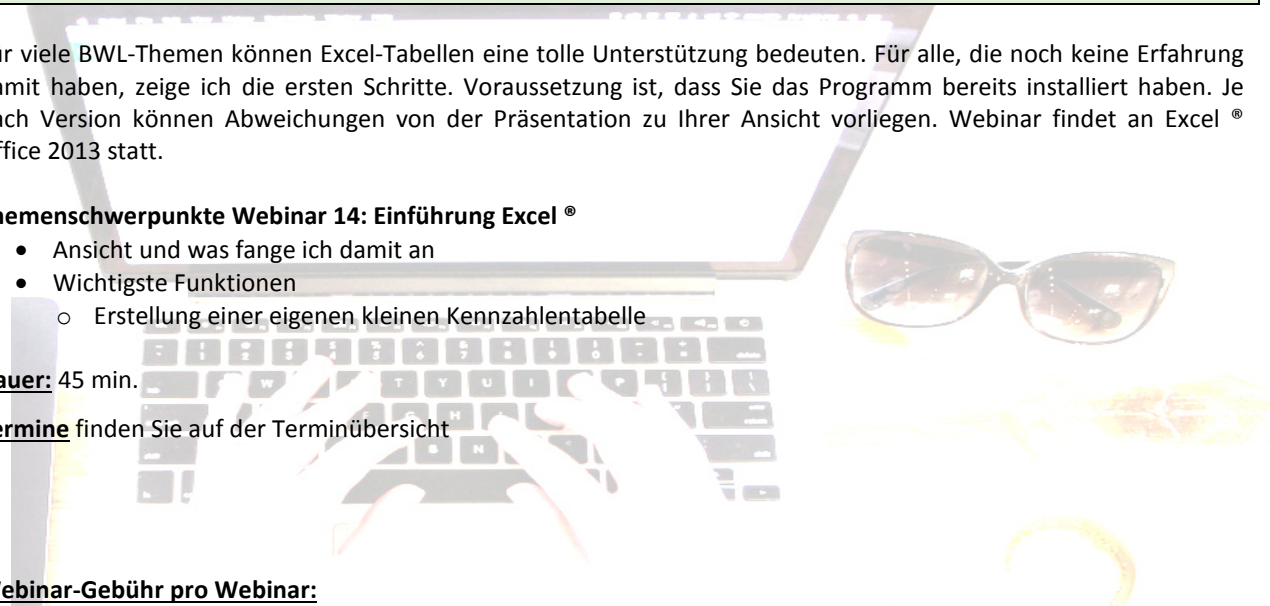 ür viele BWL-Themen können Excel-Tabellen eine tolle Unterstützung bedeuten. Für alle, die noch keine Erfahrung
amit haben, zeige ich die ersten Schritte. Voraussetzung ist, dass Sie das Programm bereits installiert haben. Je
ach Version können Abweichungen von der Präsentation zu Ihrer Ansicht vorliegen. Webinar findet an Excel ®
ffice 2013 statt.
hemenschwerpunkte Webinar 14: Einführung Excel ®
• Ansicht und was fange ich damit an
• Wichtigste Funktionen
o Erstellung einer eigenen kleinen Kennzahlentabelle
auer: 45 min.
ermine finden Sie auf der Terminübersicht
ebinar-Gebühr pro Webinar: